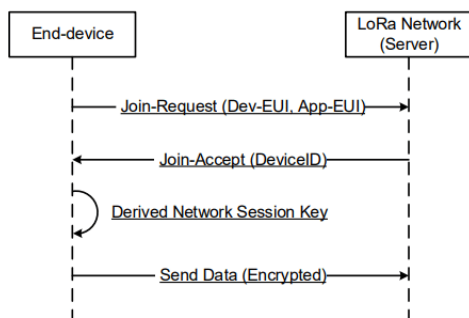 End-device
LoRa Network
(Server)
Join-Request (Dev-EUI, App-EUI)
Join-Accept (DeviceID)
Derived Network Session Key
Send Data (Encrypted)